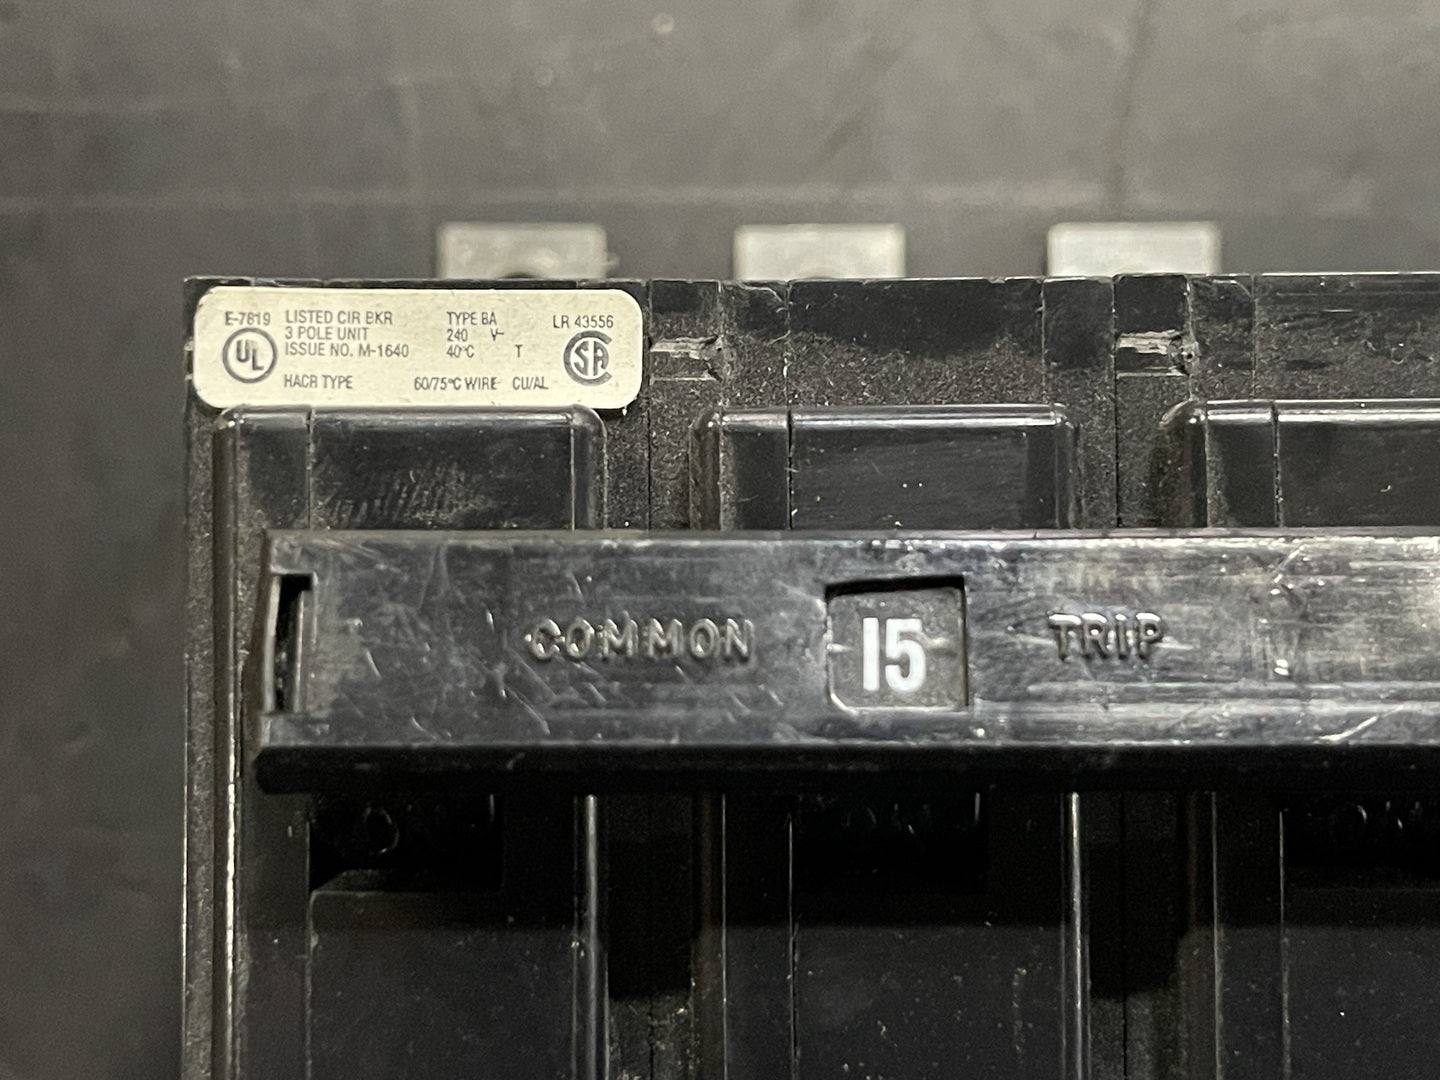 E-7819 LISTED CIR BKR TYPE BA LR 43556
3 POLE UNIT 240 V~
UL ISSUE NO. M-1640 40°C T SA
HACR TYPE 60/75°C WIRE CU/AL
COMMON 15 TRIP